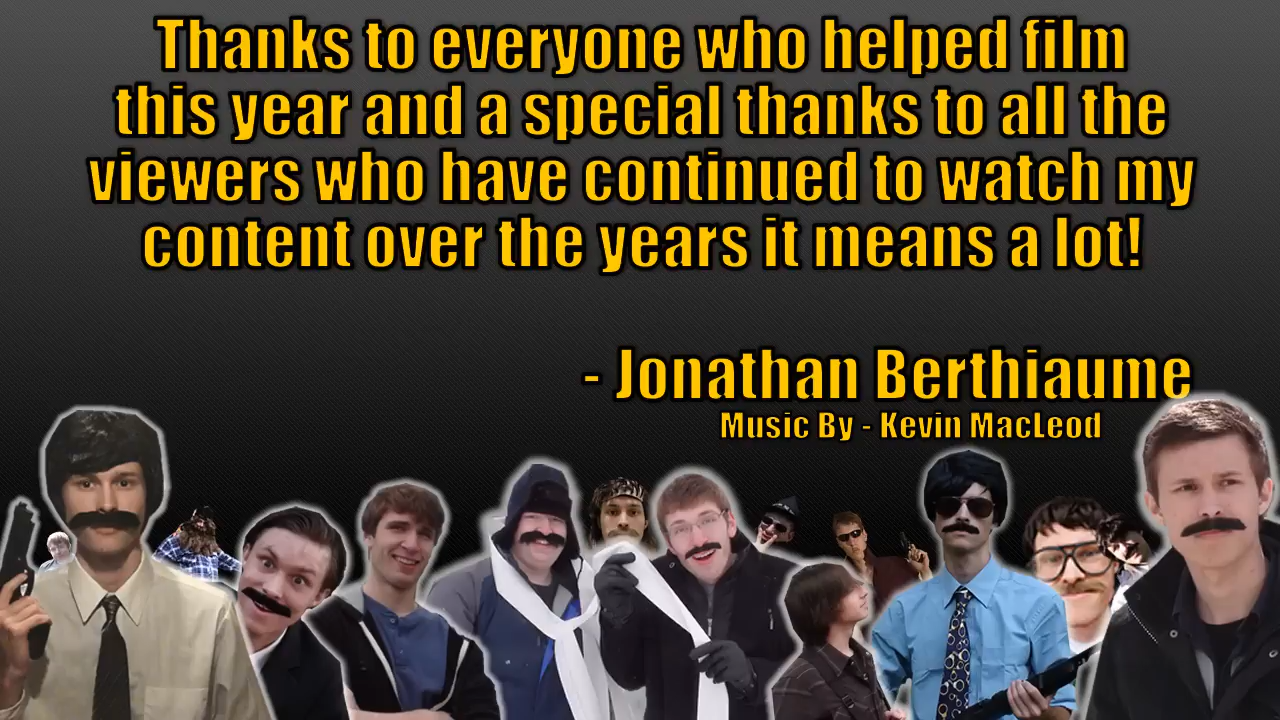 Thanks to everyone who helped film
this year and a special thanks to all the
viewers who have continued to watch my
content over the years it means a lot!
- Jonathan Berthiaume
Music By - Kevin MacLeod